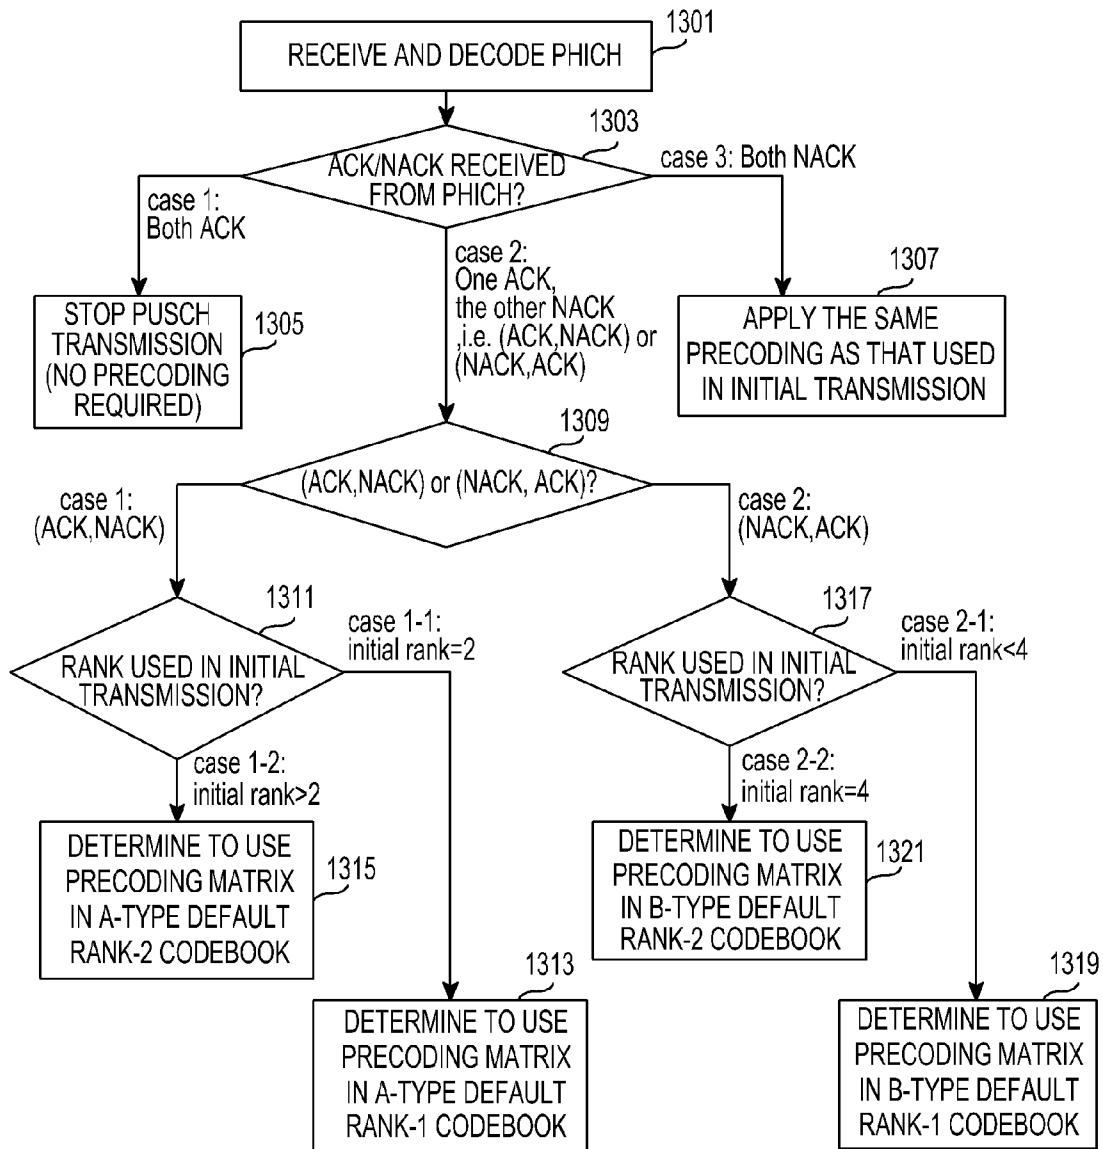 1301
RECEIVE AND DECODE PHICH
1303
ACK/NACK RECEIVED
FROM PHICH?
case 3: Both NACK
case 1:
Both ACK
case 2:
One ACK,
the other NACK
,i.e. (ACK,NACK) or
(NACK,ACK)
1305
STOP PUSCH
TRANSMISSION
(NO PRECODING
REQUIRED)
1307
APPLY THE SAME
PRECODING AS THAT USED
IN INITIAL TRANSMISSION
1309
(ACK,NACK) or (NACK, ACK)?
case 1:
(ACK,NACK)
case 2:
(NACK,ACK)
1311
RANK USED IN INITIAL
TRANSMISSION?
case 1-1:
initial rank=2
1317
RANK USED IN INITIAL
TRANSMISSION?
case 2-1:
initial rank<4
case 1-2:
initial rank>2
case 2-2:
initial rank=4
DETERMINE TO USE
PRECODING MATRIX
IN A-TYPE DEFAULT
RANK-2 CODEBOOK
1315
DETERMINE TO USE
PRECODING MATRIX
IN B-TYPE DEFAULT
RANK-2 CODEBOOK
1321
1313
DETERMINE TO USE
PRECODING MATRIX
IN A-TYPE DEFAULT
RANK-1 CODEBOOK
1319
DETERMINE TO USE
PRECODING MATRIX
IN B-TYPE DEFAULT
RANK-1 CODEBOOK